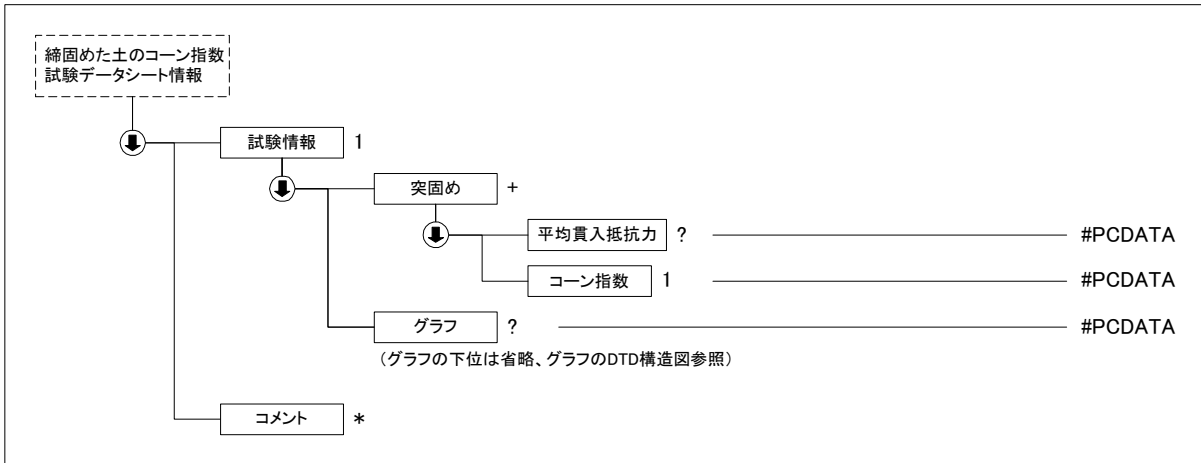 締固めた土のコーン指数
試験データシート情報
試験情報 1
突固め +
平均貫入抵抗力 ? #PCDATA
コーン指数 1 #PCDATA
グラフ ? #PCDATA
(グラフの下位は省略、グラフのDTD構造図参照)
コメント *